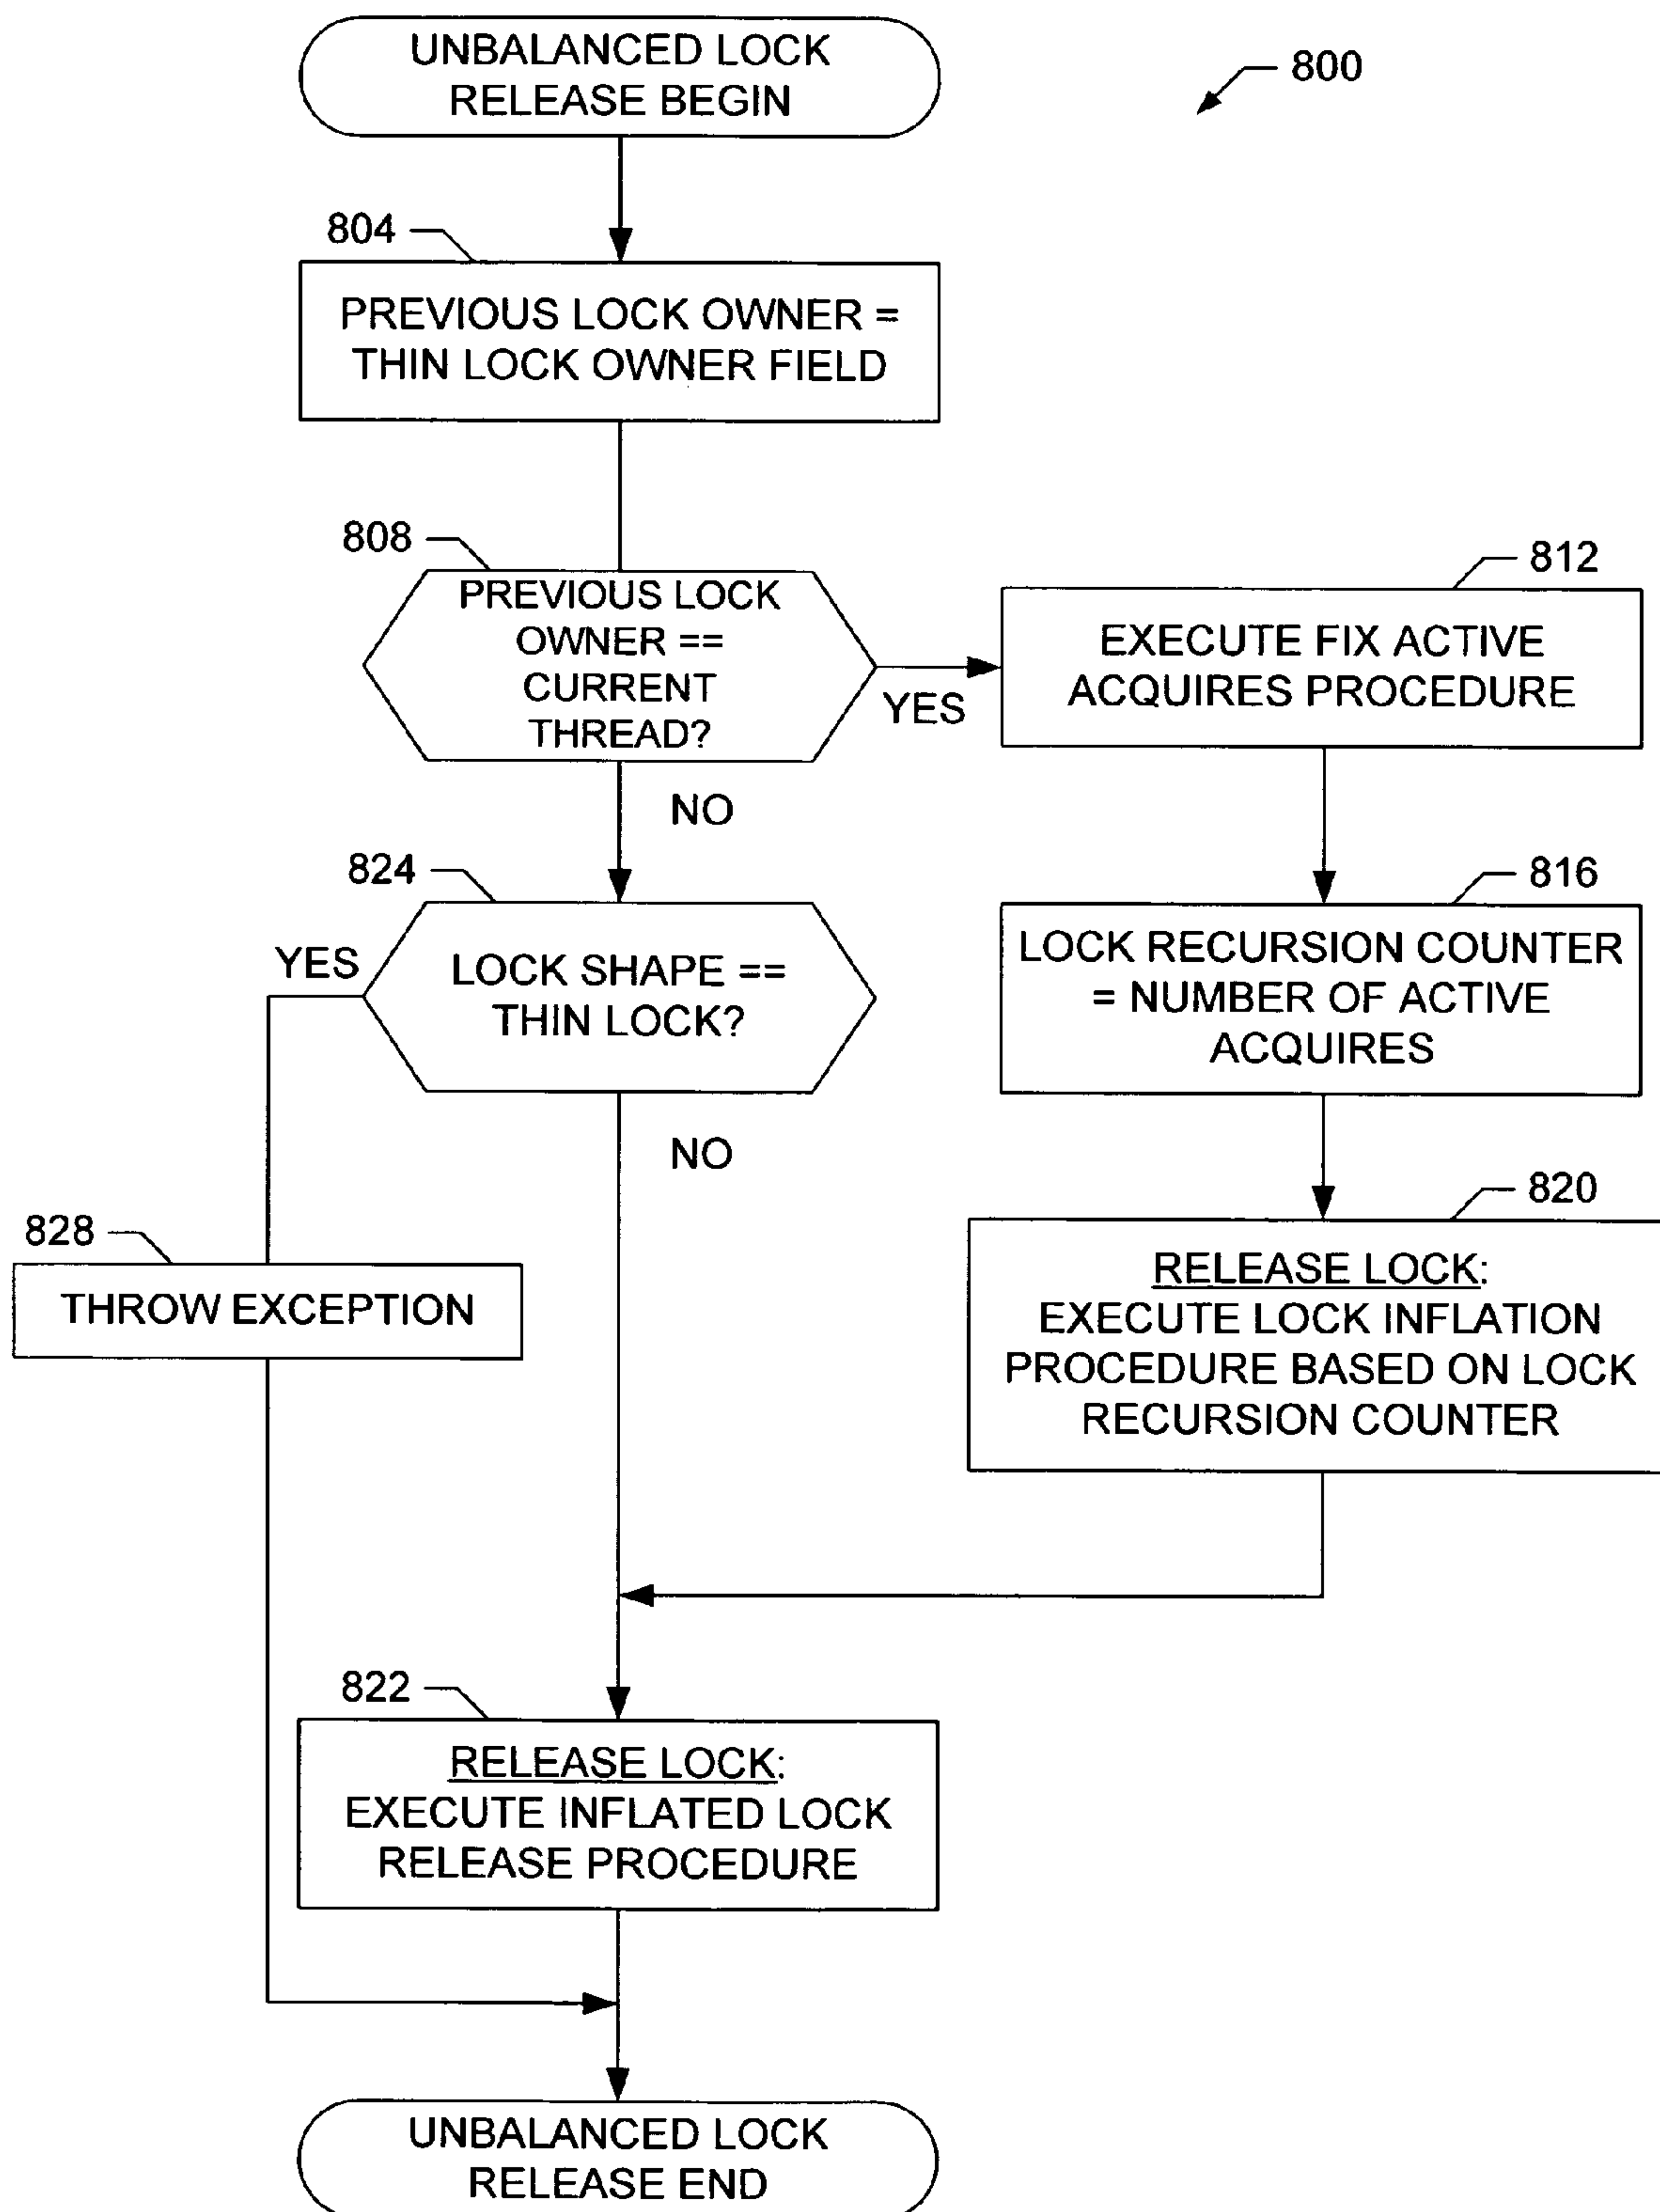 UNBALANCED LOCK
RELEASE BEGIN
800
804
PREVIOUS LOCK OWNER =
THIN LOCK OWNER FIELD
808
PREVIOUS LOCK
OWNER ==
CURRENT
THREAD?
YES
NO
812
EXECUTE FIX ACTIVE
ACQUIRES PROCEDURE
816
LOCK RECURSION COUNTER
= NUMBER OF ACTIVE
ACQUIRES
820
RELEASE LOCK:
EXECUTE LOCK INFLATION
PROCEDURE BASED ON LOCK
RECURSION COUNTER
824
LOCK SHAPE ==
THIN LOCK?
YES
NO
828
THROW EXCEPTION
822
RELEASE LOCK:
EXECUTE INFLATED LOCK
RELEASE PROCEDURE
UNBALANCED LOCK
RELEASE END